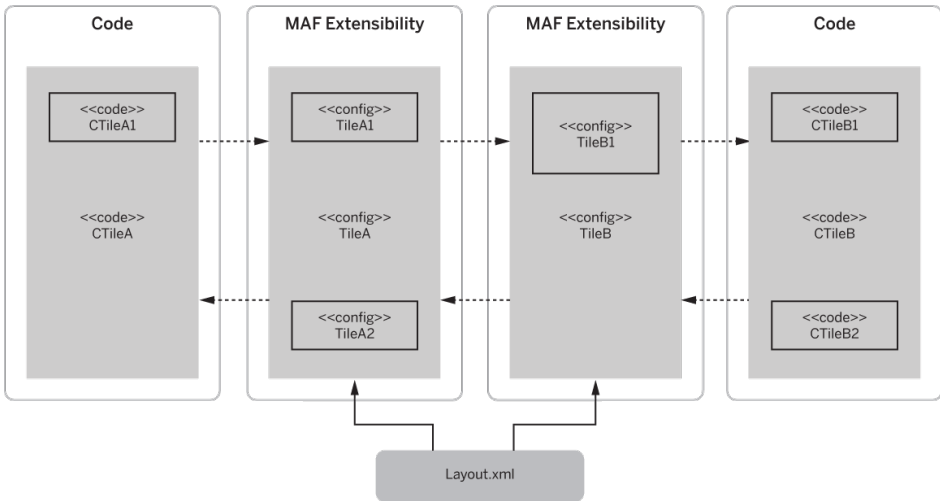 Code
MAF Extensibility
MAF Extensibility
Code
<<code>>
CTileA1
<<code>>
CTileA
<<config>>
TileA1
<<config>>
TileA
<<config>>
TileA2
<<config>>
TileB1
<<config>>
TileB
<<code>>
CTileB1
<<code>>
CTileB
<<code>>
CTileB2
Layout.xml